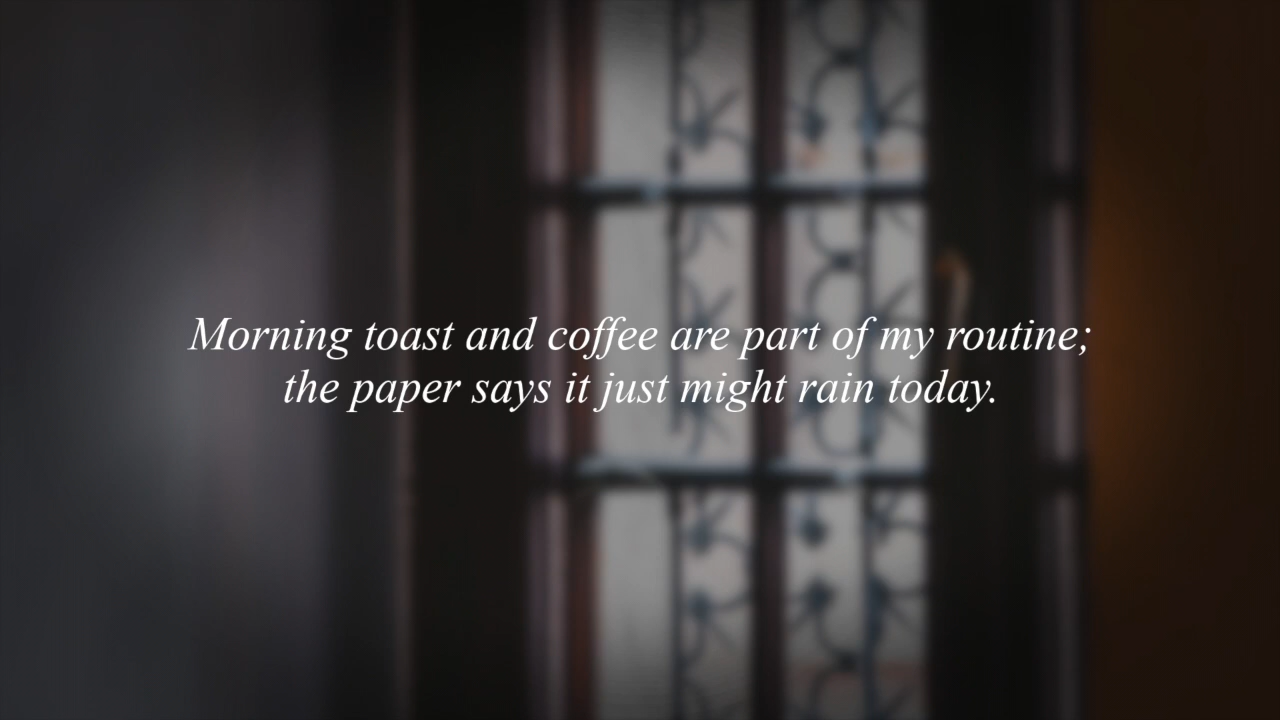 Morning toast and coffee are part of my routine;
the paper says it just might rain today.